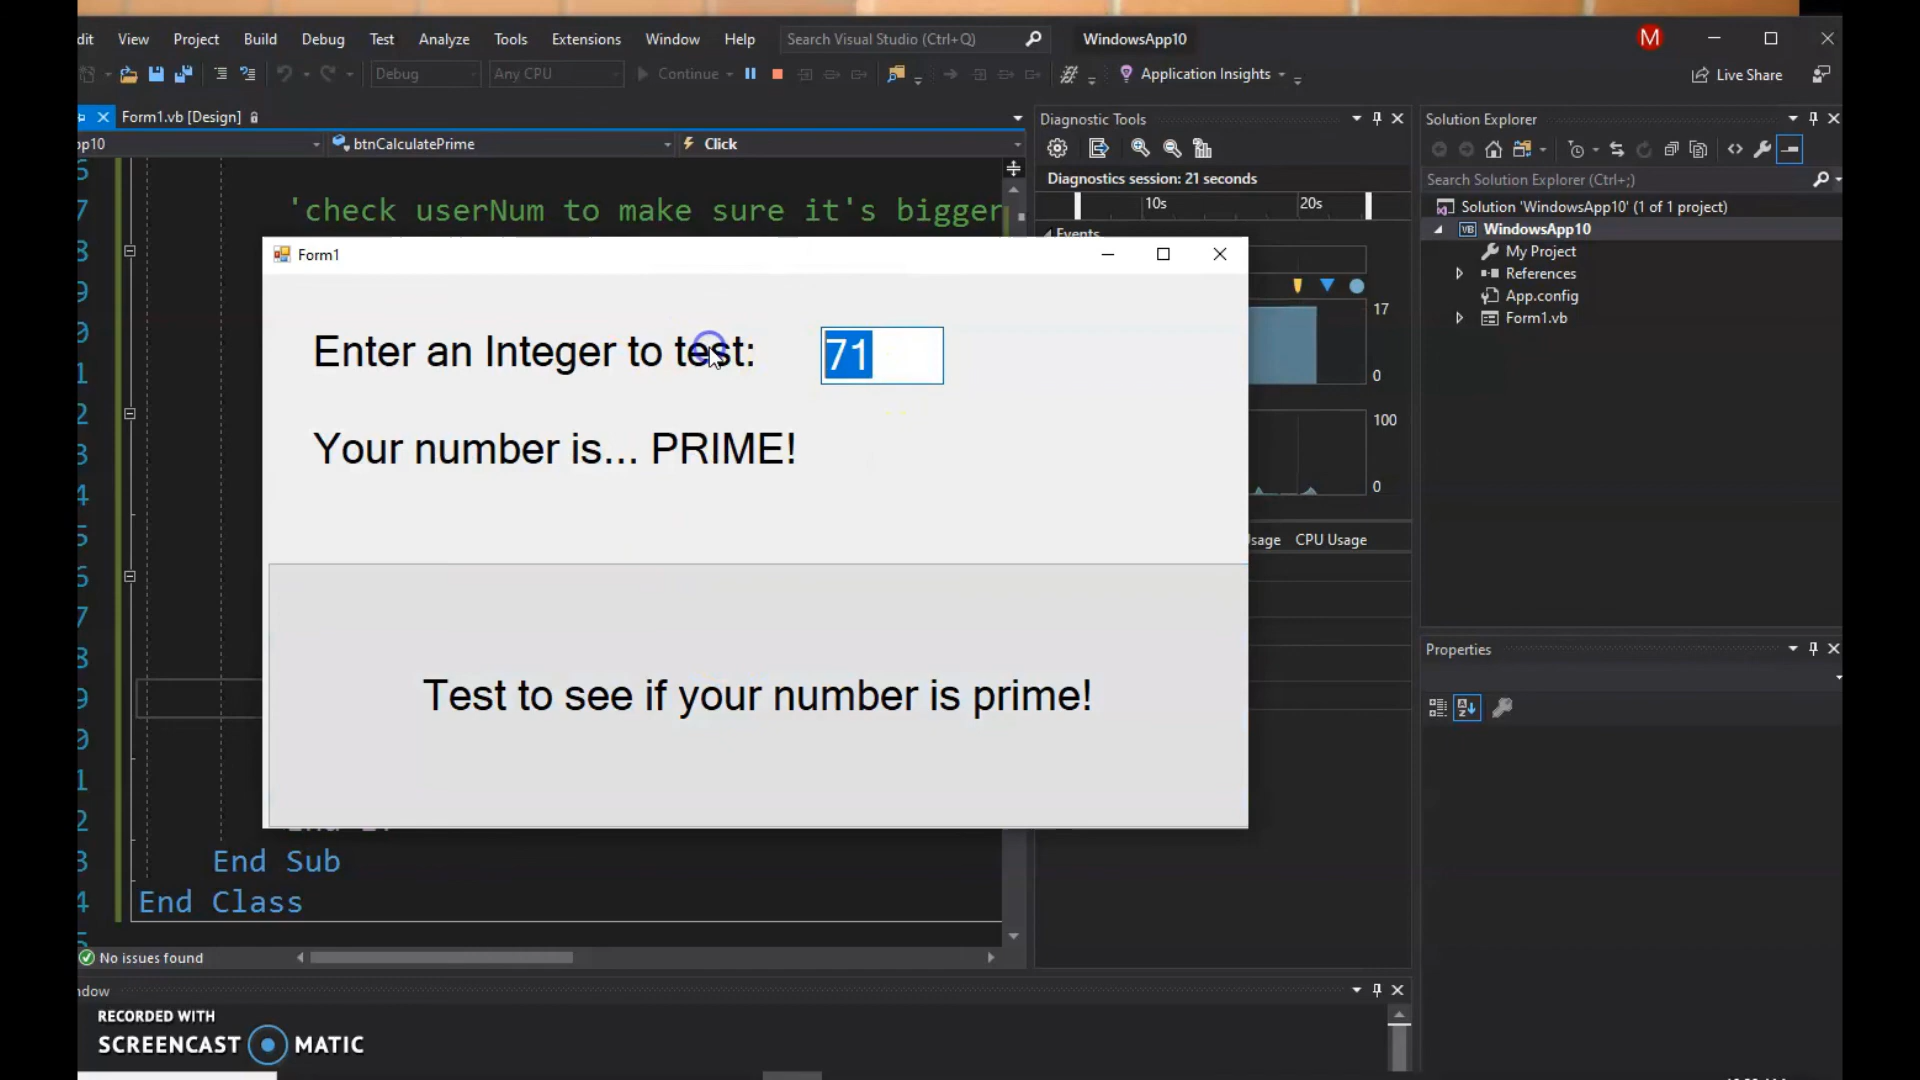 dit View Project Build Debug Test Analyze Tools Extensions Window Help Search Visual Studio (Ctrl+Q) WindowsApp10 M
Debug Any CPU Continue Application Insights Live Share
Form1.vb [Design]
pp10 btnCalculatePrime Click
'check userNum to make sure it's bigger
Form1
Enter an Integer to test: 71
Your number is... PRIME!
Test to see if your number is prime!
End Sub
End Class
No issues found
Diagnostic Tools
Diagnostics session: 21 seconds
10s 20s
Events
17
0
100
0
Usage CPU Usage
Solution Explorer
Search Solution Explorer (Ctrl+;)
Solution 'WindowsApp10' (1 of 1 project)
VB WindowsApp10
My Project
References
App.config
Form1.vb
Properties
ndow
RECORDED WITH
SCREENCAST MATIC